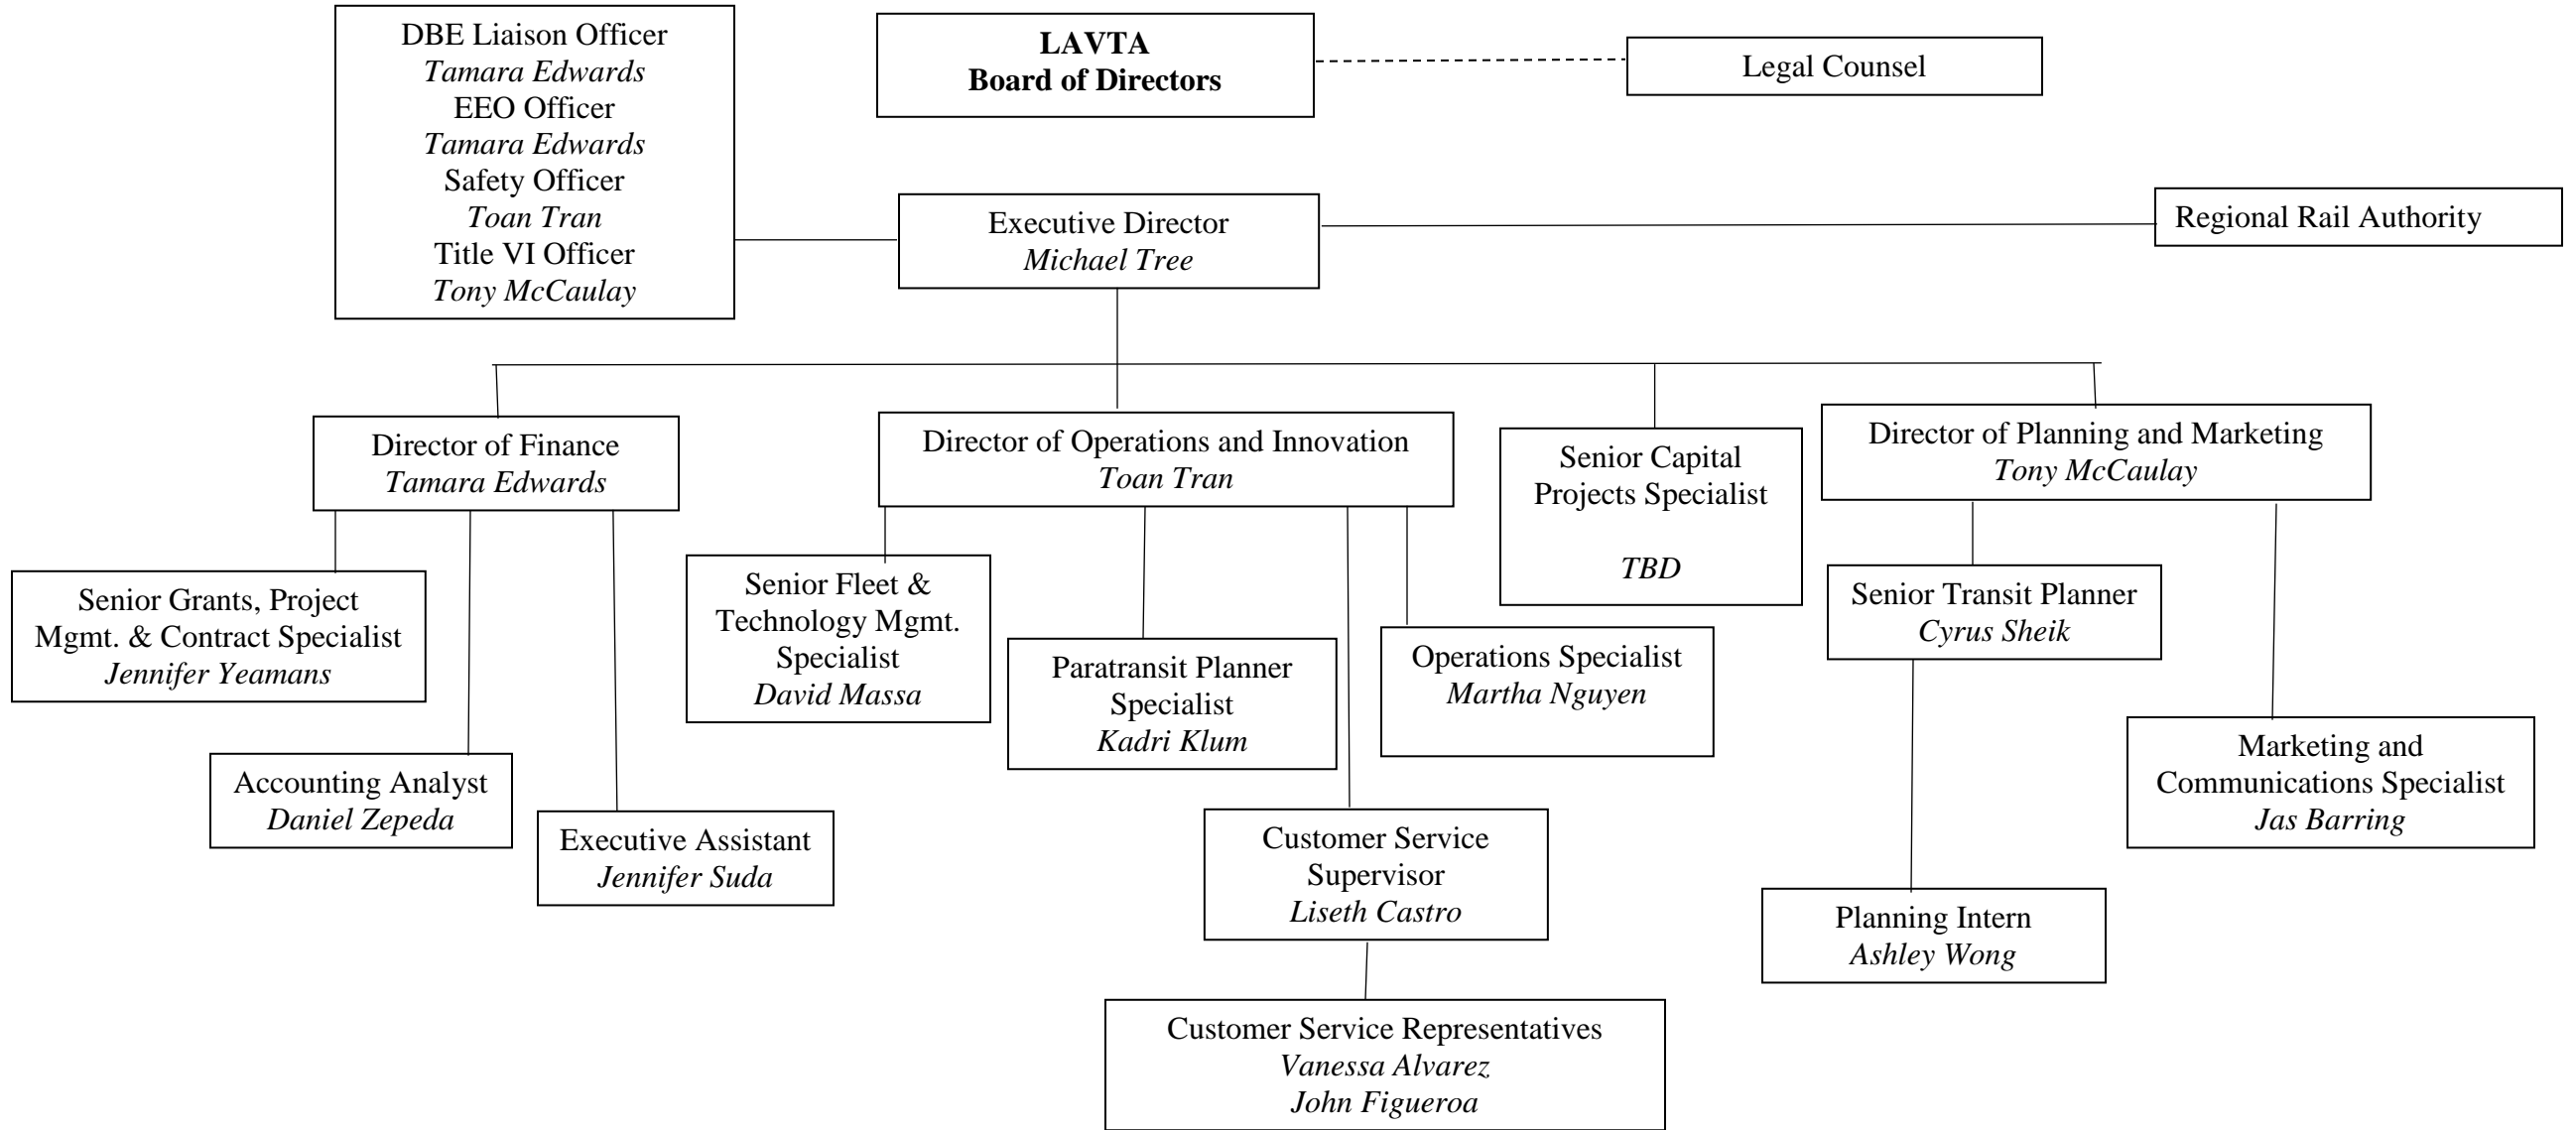 DBE Liaison Officer
Tamara Edwards
EEO Officer
Tamara Edwards
Safety Officer
Toan Tran
Title VI Officer
Tony McCaulay
LAVTA
Board of Directors
Legal Counsel
Executive Director
Michael Tree
Regional Rail Authority
Director of Finance
Tamara Edwards
Director of Operations and Innovation
Toan Tran
Senior Capital
Projects Specialist
TBD
Director of Planning and Marketing
Tony McCaulay
Senior Grants, Project
Mgmt. & Contract Specialist
Jennifer Yeamans
Accounting Analyst
Daniel Zepeda
Executive Assistant
Jennifer Suda
Senior Fleet &
Technology Mgmt.
Specialist
David Massa
Paratransit Planner
Specialist
Kadri Klum
Operations Specialist
Martha Nguyen
Customer Service
Supervisor
Liseth Castro
Customer Service Representatives
Vanessa Alvarez
John Figueroa
Senior Transit Planner
Cyrus Sheik
Planning Intern
Ashley Wong
Marketing and
Communications Specialist
Jas Barring